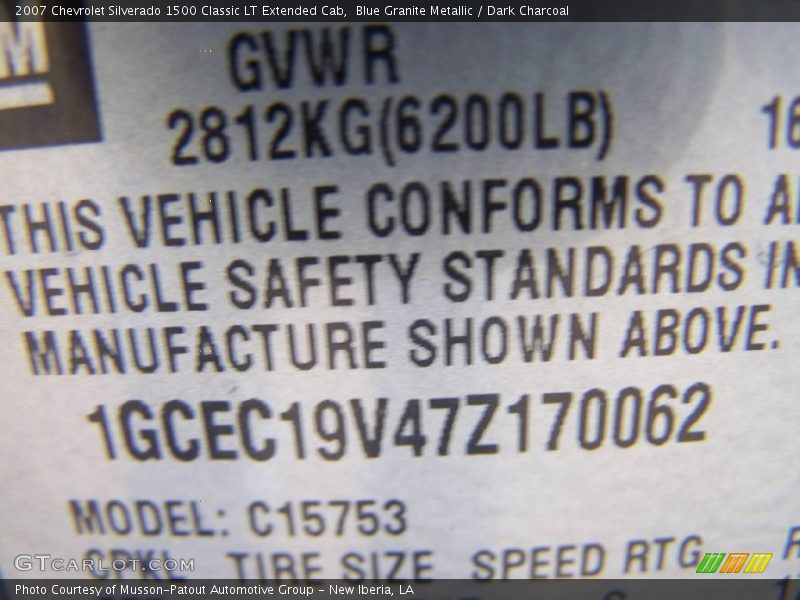 2007 Chevrolet Silverado 1500 Classic LT Extended Cab, Blue Granite Metallic / Dark Charcoal
M
GVWR
2812KG(6200LB)
THIS VEHICLE CONFORMS TO
VEHICLE SAFETY STANDARDS IN
MANUFACTURE SHOWN ABOVE.
1GCEC19V47Z170062
MODEL: C15753
CPKL TIRE SIZE SPEED RTG
GTCarLot.com
Photo Courtesy of Musson-Patout Automotive Group - New Iberia, LA